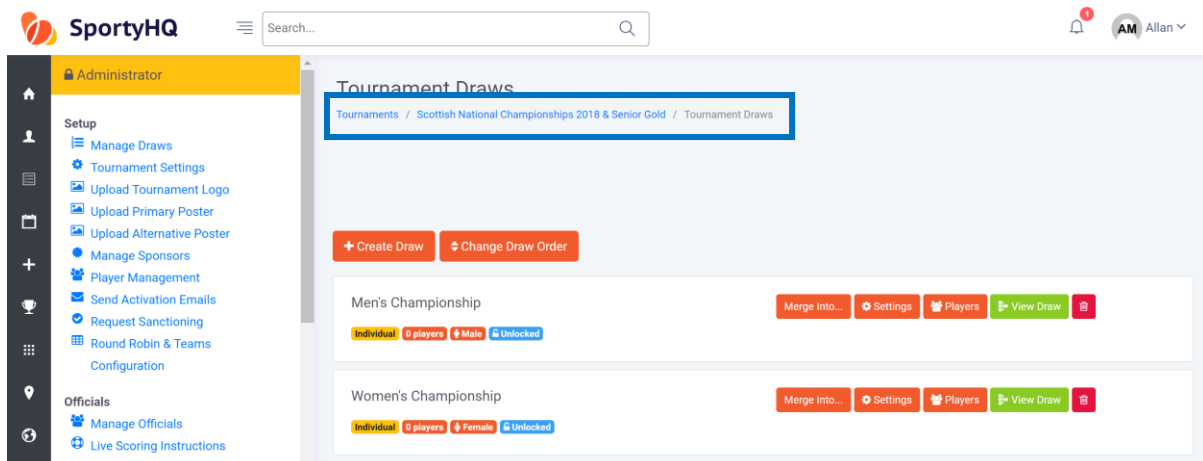 SportyHQ
Search...
1
AM Allan
Administrator
Setup
Manage Draws
Tournament Settings
Upload Tournament Logo
Upload Primary Poster
Upload Alternative Poster
Manage Sponsors
Player Management
Send Activation Emails
Request Sanctioning
Round Robin & Teams
Configuration
Officials
Manage Officials
Live Scoring Instructions
Tournament Draws
Tournaments / Scottish National Championships 2018 & Senior Gold / Tournament Draws
Create Draw Change Draw Order
Men's Championship
Merge Into... Settings Players View Draw
Individual 0 players Male Unlocked
Women's Championship
Merge Into... Settings Players View Draw
Individual 0 players Female Unlocked